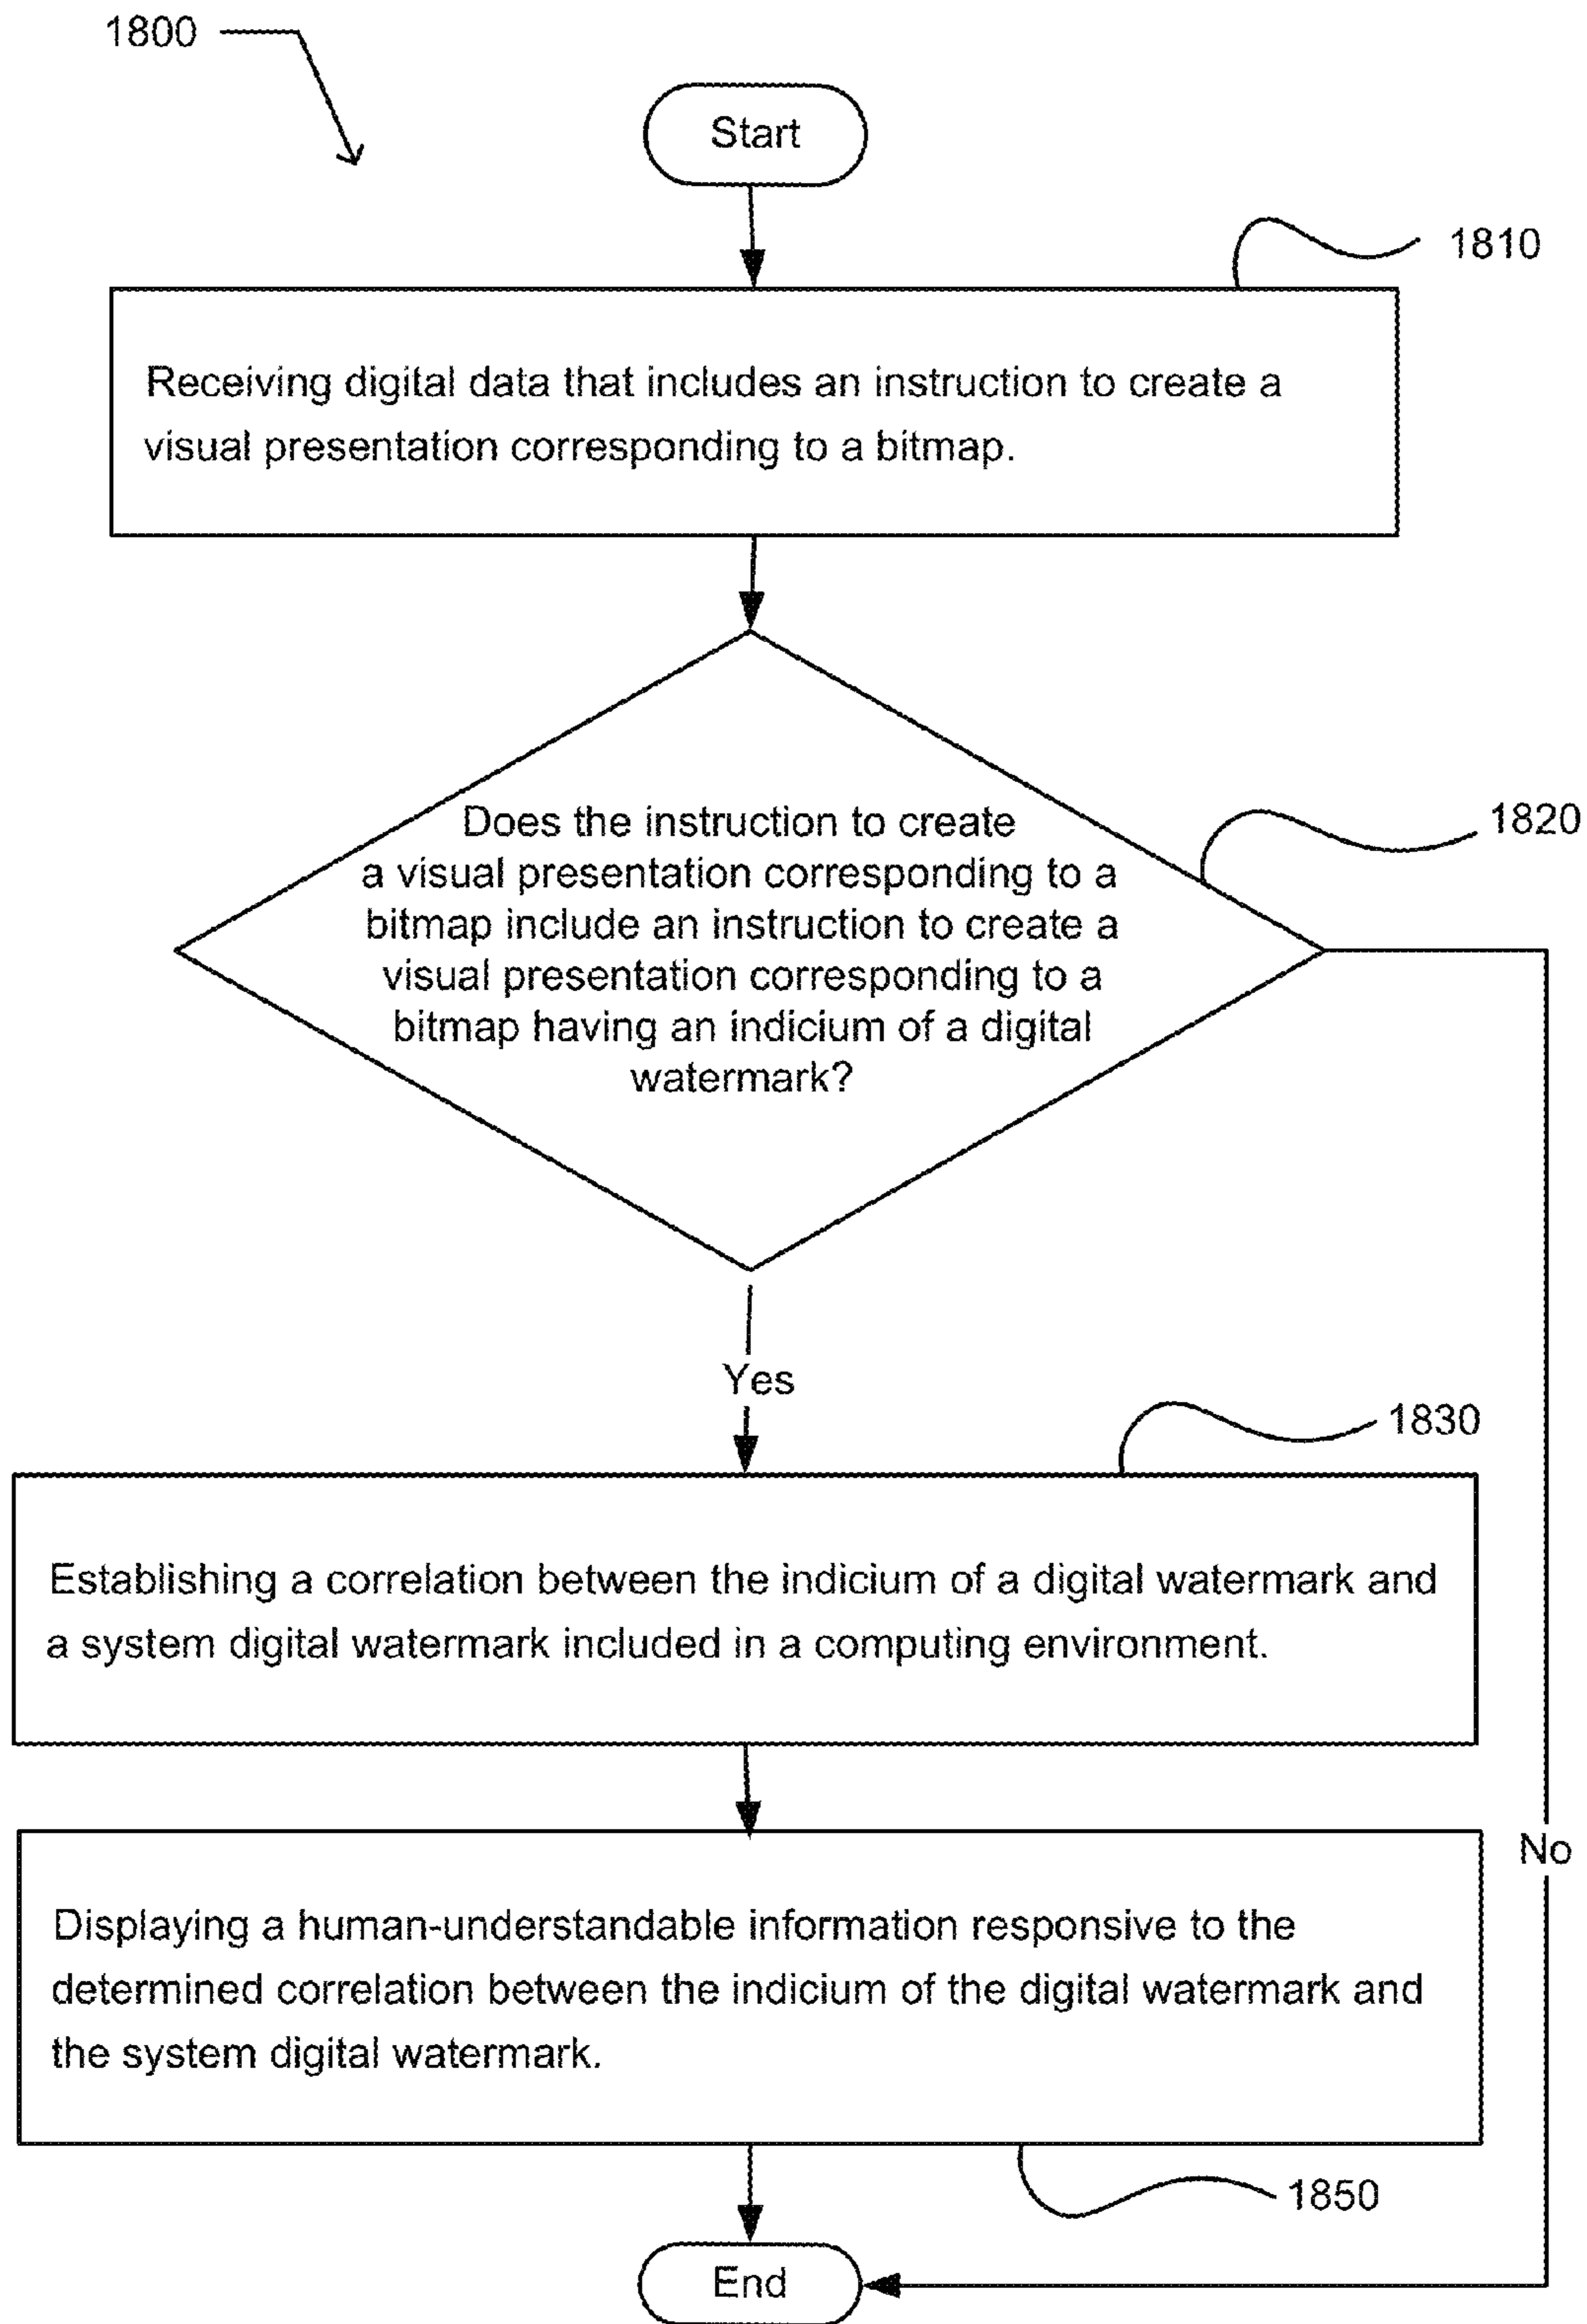 1800
Start
1810
Receiving digital data that includes an instruction to create a
visual presentation corresponding to a bitmap.
Does the instruction to create
a visual presentation corresponding to a
bitmap include an instruction to create a
visual presentation corresponding to a
bitmap having an indicium of a digital
watermark?
1820
Yes
1830
Establishing a correlation between the indicium of a digital watermark and
a system digital watermark included in a computing environment.
No
Displaying a human-understandable information responsive to the
determined correlation between the indicium of the digital watermark and
the system digital watermark.
1850
End